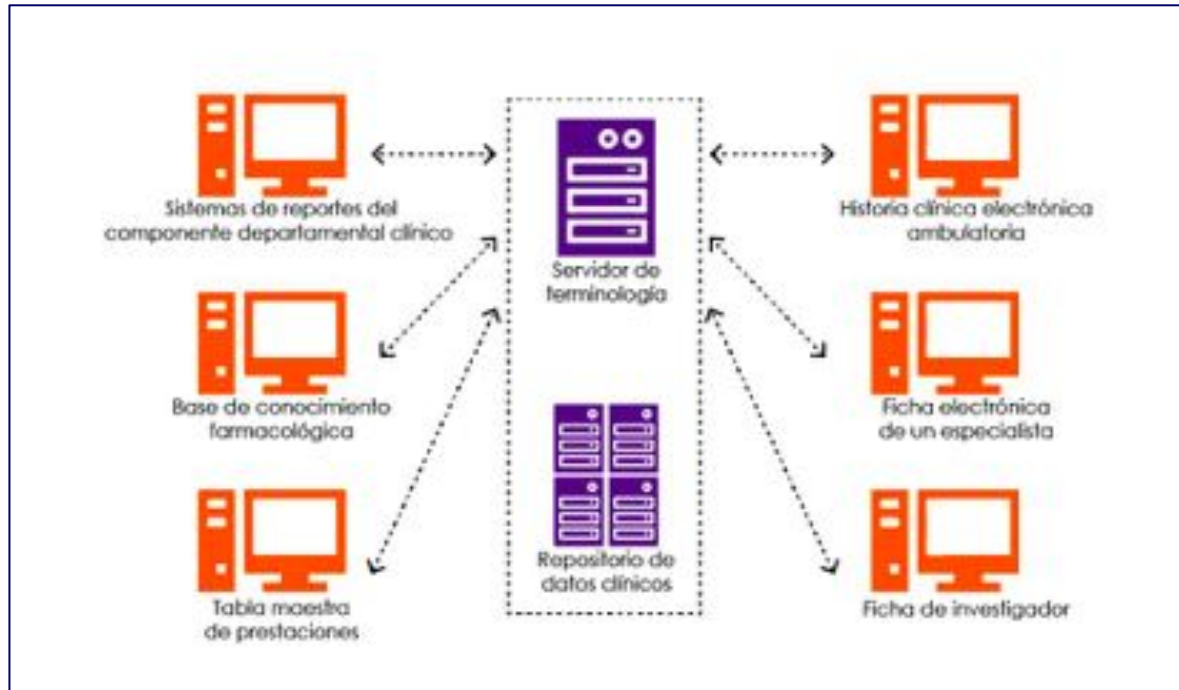 Sistemas de reportes del
componente departamental clínico
Base de conocimiento
farmacológica
Tabla maestra
de prestaciones
Servidor de
terminología
Repositorio de
datos clínicos
Historia clínica electrónica
ambulatoria
Ficha electrónica
de un especialista
Ficha de investigador